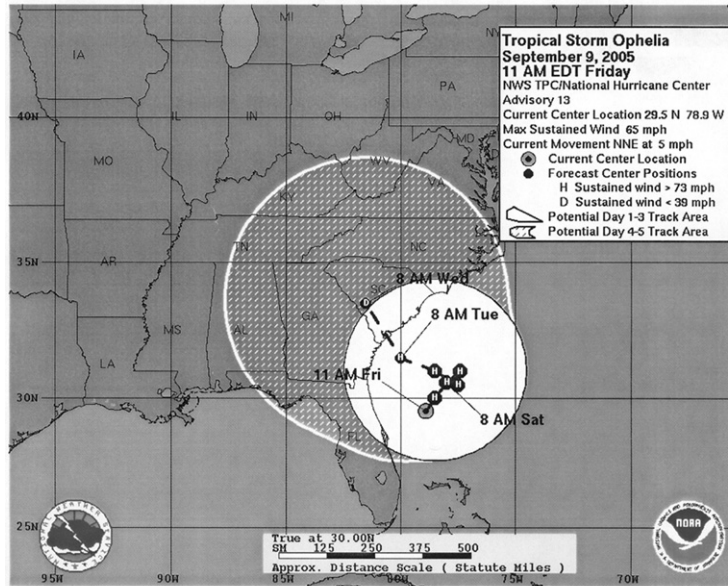 Tropical Storm Ophelia
September 9, 2005
11 AM EDT Friday
NWS TPC/National Hurricane Center
Advisory 13
Current Center Location 29.5 N 78.9 W
Max Sustained Wind 65 mph
Current Movement NNE at 5 mph
Current Center Location
Forecast Center Positions
H Sustained wind > 73 mph
D Sustained wind < 39 mph
Potential Day 1-3 Track Area
Potential Day 4-5 Track Area
MI
NY
IA
PA
40N
IL
IN
OH
MD
MO
WV
VA
KY
TN
NC
35N
AR
SC
8 AM Wed
D
8 AM Tue
MS
AL
GA
H
LA
11 AM Fri
H
H
H
H
30N
H
8 AM Sat
FL
NOAA
25N
True at 30.00N
SM 125 250 375 500
Approx. Distance Scale ( Statute Miles )
95W
90W
85W
80W
75W
70W